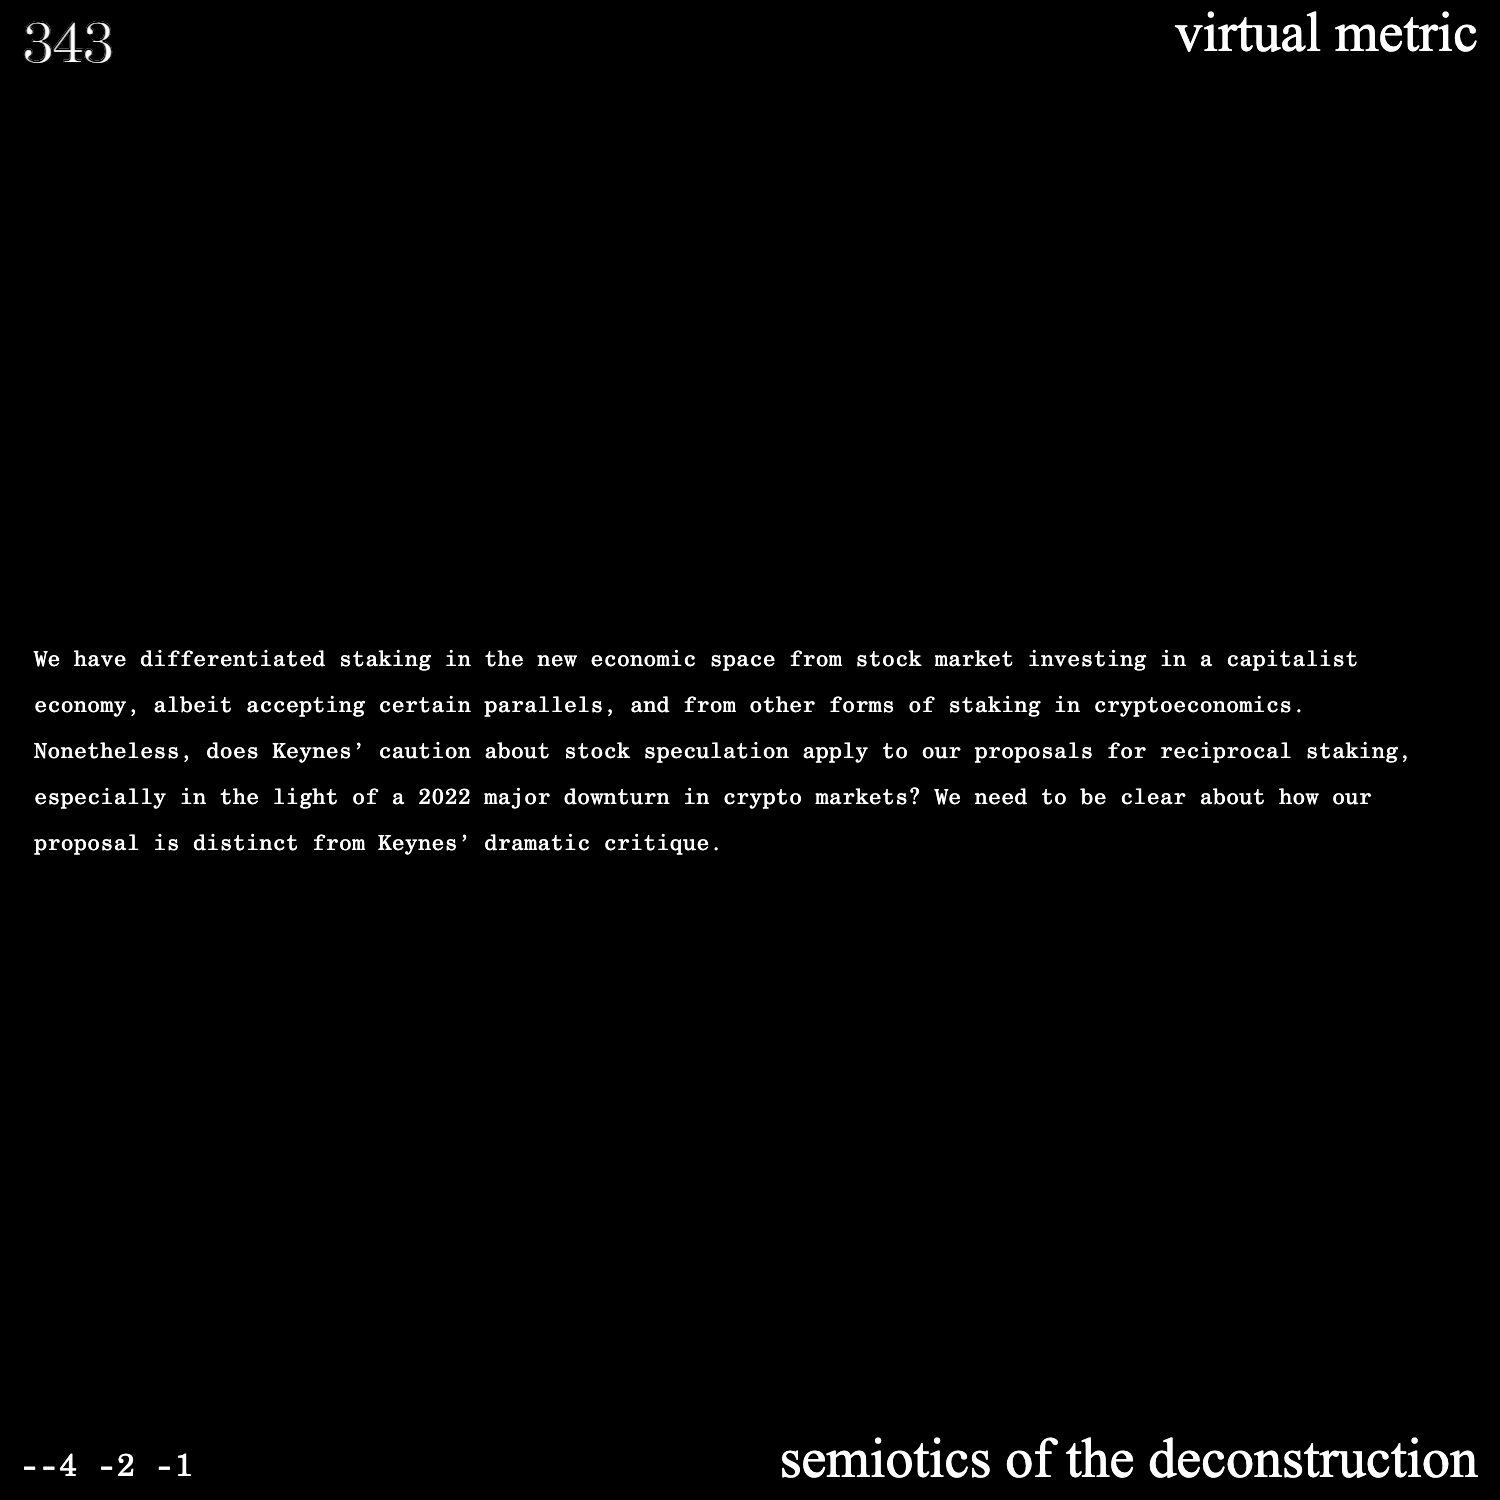 343
virtual metric
We have differentiated staking in the new economic space from stock market investing in a capitalist
economy, albeit accepting certain parallels, and from other forms of staking in cryptoeconomics.
Nonetheless, does Keynes’ caution about stock speculation apply to our proposals for reciprocal staking,
especially in the light of a 2022 major downturn in crypto markets? We need to be clear about how our
proposal is distinct from Keynes’ dramatic critique.
--4 -2 -1
semiotics of the deconstruction